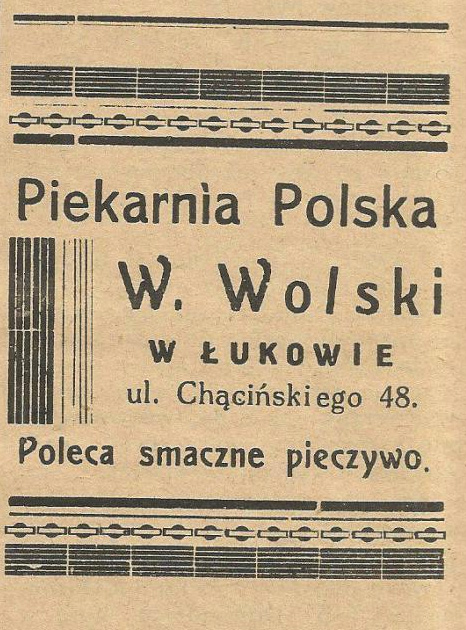 Piekarnia Polska
W. Wolski
W ŁUKOWIE
ul. Chącińskiego 48.
Poleca smaczne pieczywo.